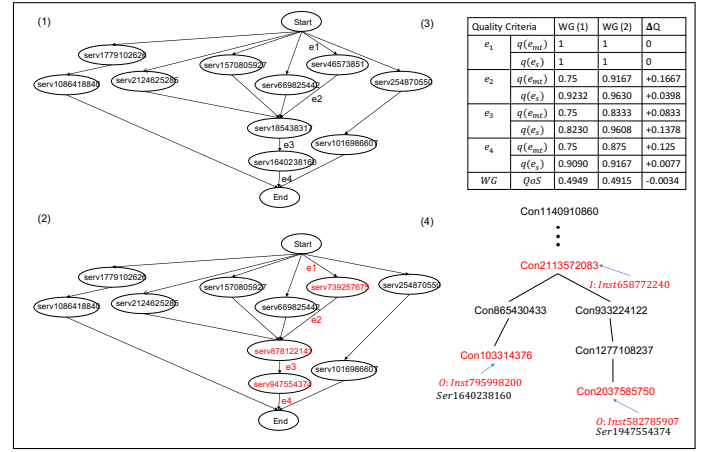 (1)
Start
e1
serv1779102626
serv1570805927
serv46573851
serv1086418840
serv2124625285
serv669825442
serv254870550
e2
serv185438317
e3
serv1640238160
serv1016986607
e4
End
(2)
Start
e1
serv1779102626
serv1570805927
serv739257675
serv254870550
serv1086418840
serv2124625285
serv669825442
e2
serv878122141
e3
serv947554374
serv1016986607
e4
End
(3)
Quality Criteria WG (1) WG (2) ΔQ
e₁ q(eₘₜ) 1 1 0
q(eₛ) 1 1 0
e₂ q(eₘₜ) 0.75 0.9167 +0.1667
q(eₛ) 0.9232 0.9630 +0.0398
e₃ q(eₘₜ) 0.75 0.8333 +0.0833
q(eₛ) 0.8230 0.9608 +0.1378
e₄ q(eₘₜ) 0.75 0.875 +0.125
q(eₛ) 0.9090 0.9167 +0.0077
WG QoS 0.4949 0.4915 -0.0034
(4)
Con1140910860
Con2113572083
I: Inst658772240
Con865430433
Con933224122
Con103314376
Con1277108237
O: Inst795998200
Ser1640238160
Con2037585750
O: Inst582785907
Ser1947554374